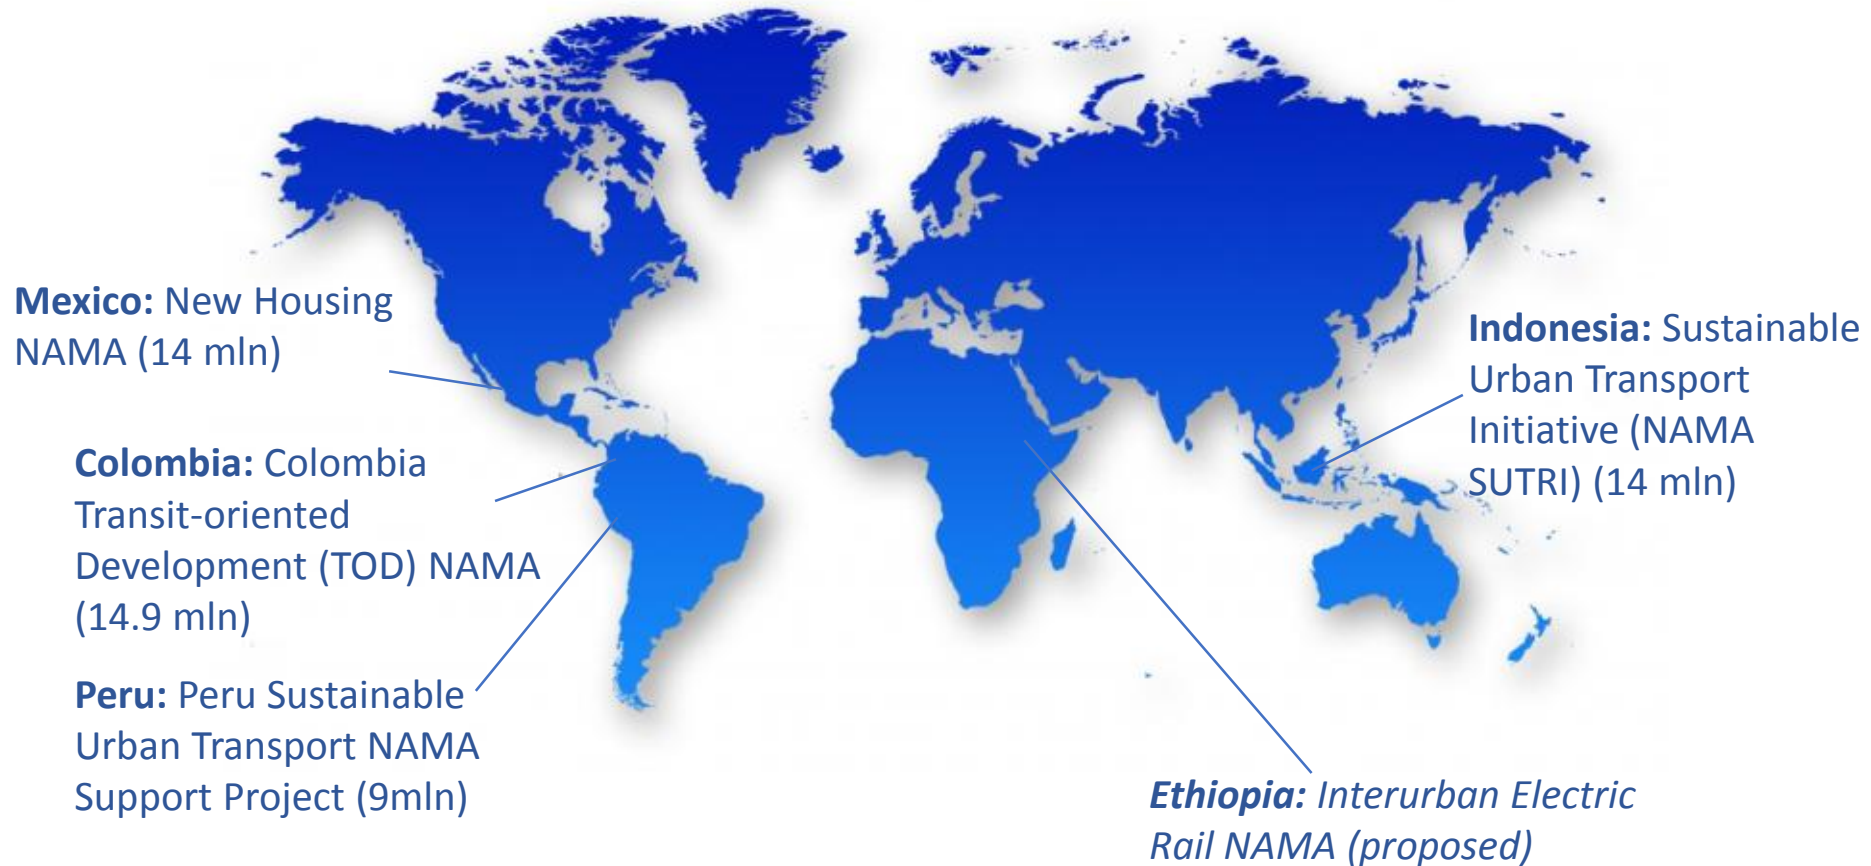 Mexico: New Housing
NAMA (14 mln)
Colombia: Colombia
Transit-oriented
Development (TOD) NAMA
(14.9 mln)
Peru: Peru Sustainable
Urban Transport NAMA
Support Project (9mln)
Indonesia: Sustainable
Urban Transport
Initiative (NAMA
SUTRI) (14 mln)
Ethiopia: Interurban Electric
Rail NAMA (proposed)